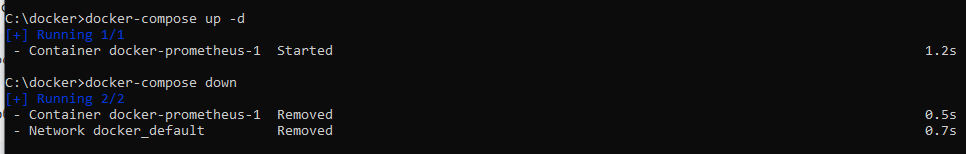 C:\docker>docker-compose up -d
[+] Running 1/1
- Container docker-prometheus-1  Started 1.2s
C:\docker>docker-compose down
[+] Running 2/2
- Container docker-prometheus-1  Removed 0.5s
- Network docker_default         Removed 0.7s